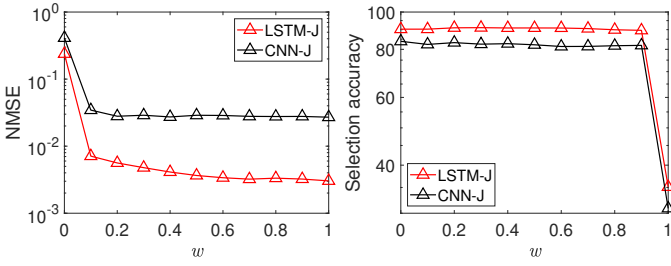 10^0
10^{-1}
10^{-2}
10^{-3}
NMSE
LSTM-J
CNN-J
0 0.2 0.4 0.6 0.8 1
w
100
80
60
40
Selection accuracy
LSTM-J
CNN-J
0 0.2 0.4 0.6 0.8 1
w